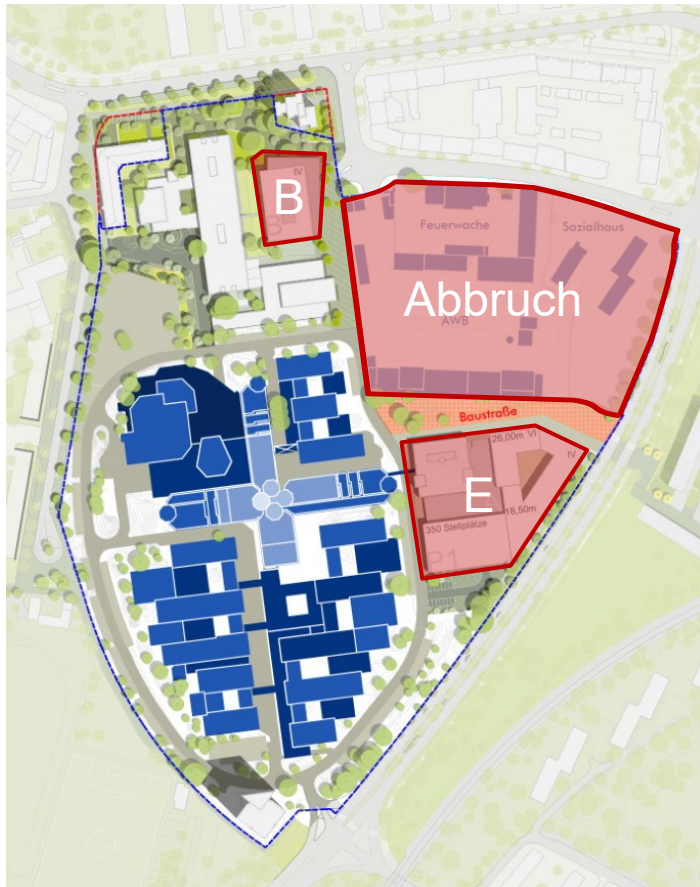 IV
B
Feuerwache
Sozialhaus
Abbruch
AWB
Baustraße
26,00m VI
IV
E
18,50m
350 Stellplätze
P1